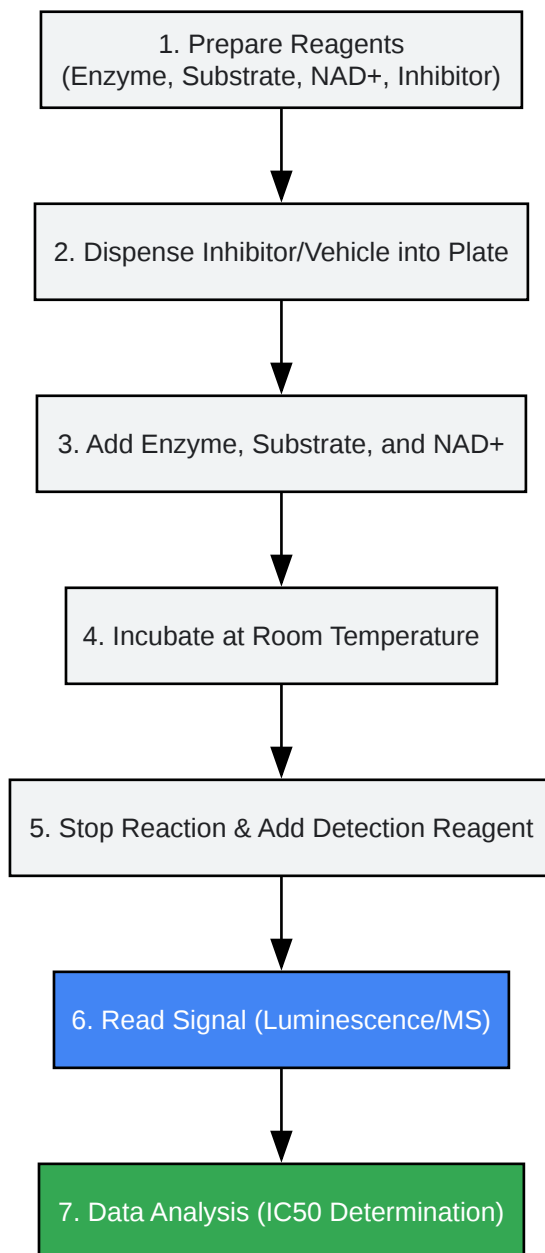 1. Prepare Reagents
(Enzyme, Substrate, NAD+, Inhibitor)
2. Dispense Inhibitor/Vehicle into Plate
3. Add Enzyme, Substrate, and NAD+
4. Incubate at Room Temperature
5. Stop Reaction & Add Detection Reagent
6. Read Signal (Luminescence/MS)
7. Data Analysis (IC50 Determination)